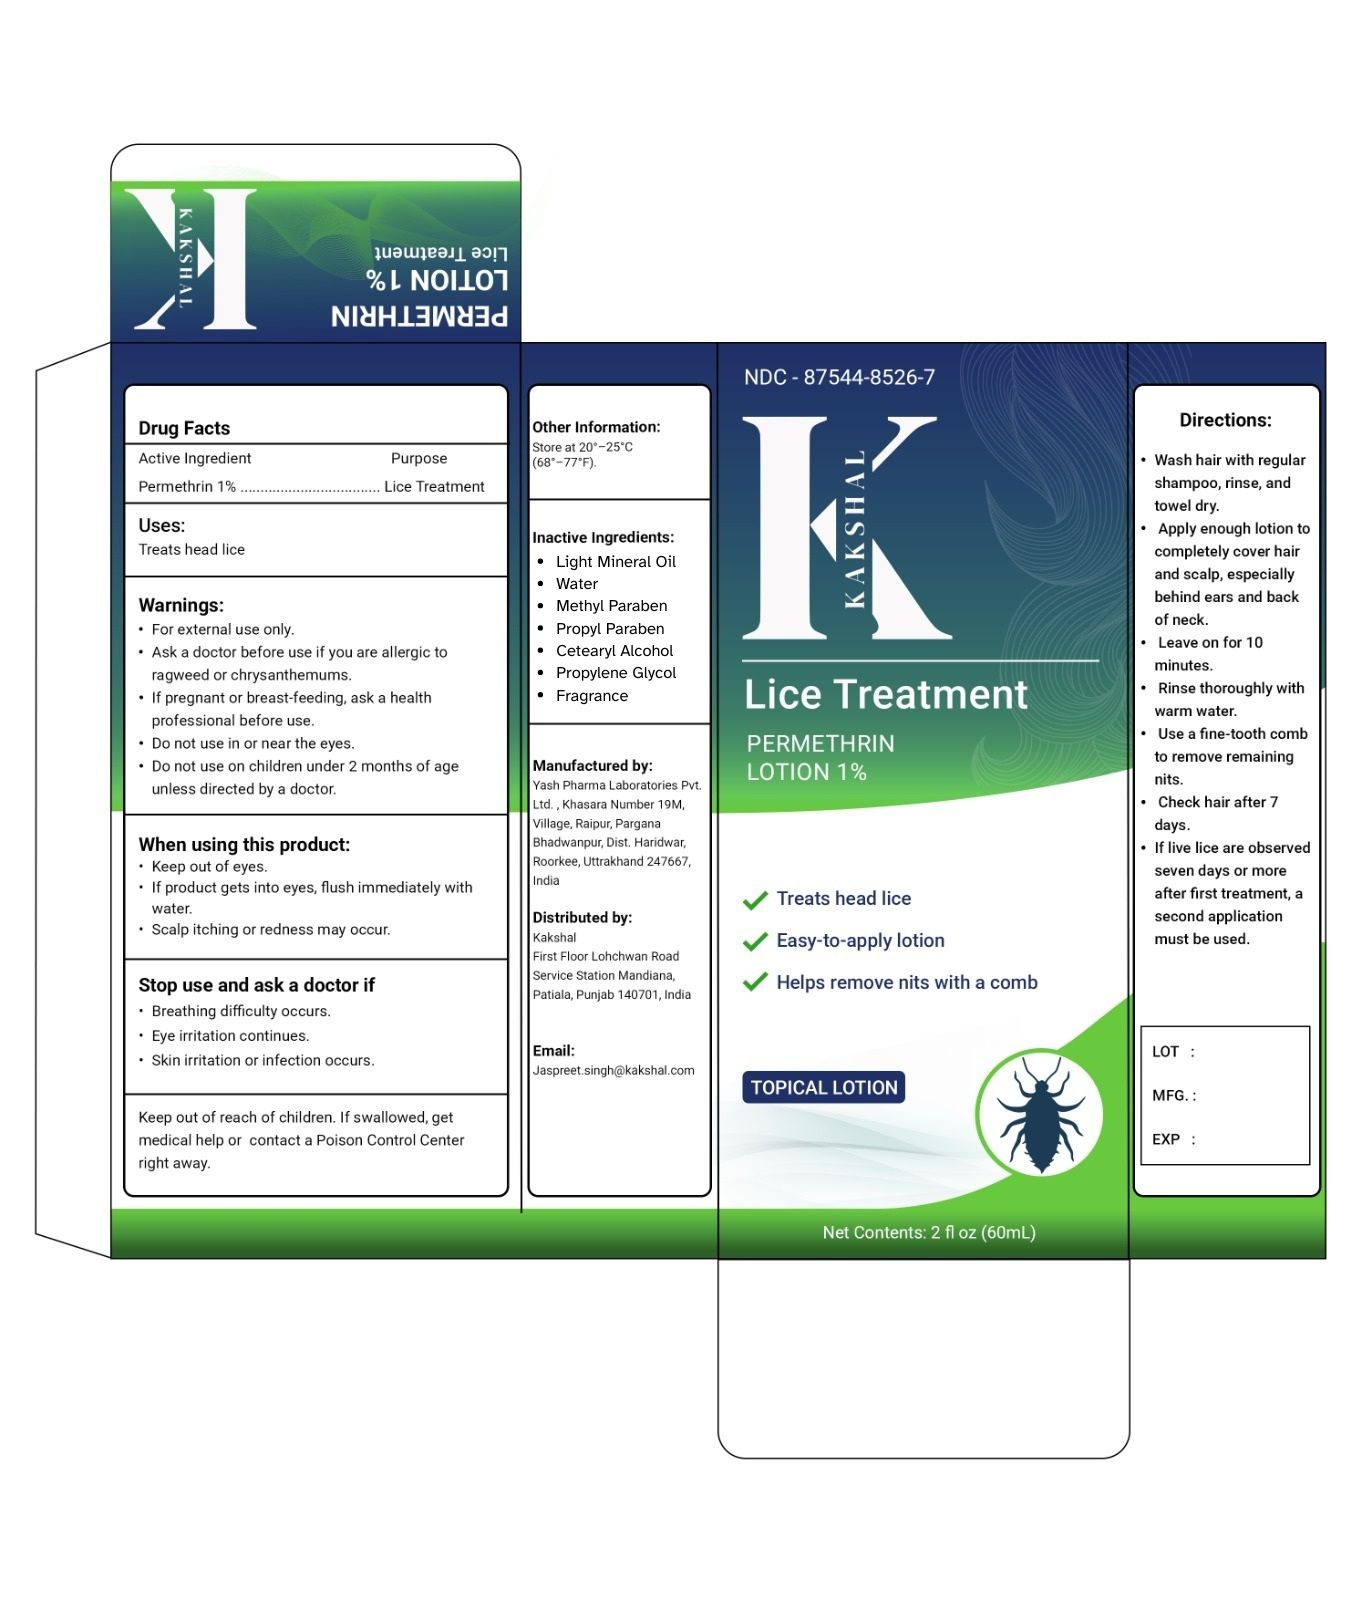 KAKSHAL
PERMETHRIN
LOTION 1%
Lice Treatment
Drug Facts
Active Ingredient Purpose
Permethrin 1% ................................... Lice Treatment
Uses:
Treats head lice
Warnings:
• For external use only.
• Ask a doctor before use if you are allergic to
ragweed or chrysanthemums.
• If pregnant or breast-feeding, ask a health
professional before use.
• Do not use in or near the eyes.
• Do not use on children under 2 months of age
unless directed by a doctor.
When using this product:
• Keep out of eyes.
• If product gets into eyes, flush immediately with
water.
• Scalp itching or redness may occur.
Stop use and ask a doctor if
• Breathing difficulty occurs.
• Eye irritation continues.
• Skin irritation or infection occurs.
Keep out of reach of children. If swallowed, get
medical help or contact a Poison Control Center
right away.
Other Information:
Store at 20°–25°C
(68°–77°F).
Inactive Ingredients:
• Light Mineral Oil
• Water
• Methyl Paraben
• Propyl Paraben
• Cetearyl Alcohol
• Propylene Glycol
• Fragrance
Manufactured by:
Yash Pharma Laboratories Pvt.
Ltd. , Khasara Number 19M,
Village, Raipur, Pargana
Bhadwanpur, Dist. Haridwar,
Roorkee, Uttrakhand 247667,
India
Distributed by:
Kakshal
First Floor Lohchwan Road
Service Station Mandiana,
Patiala, Punjab 140701, India
Email:
Jaspreet.singh@kakshal.com
NDC - 87544-8526-7
K
KAKSHAL
Lice Treatment
PERMETHRIN
LOTION 1%
Treats head lice
Easy-to-apply lotion
Helps remove nits with a comb
TOPICAL LOTION
Net Contents: 2 fl oz (60mL)
Directions:
• Wash hair with regular
shampoo, rinse, and
towel dry.
• Apply enough lotion to
completely cover hair
and scalp, especially
behind ears and back
of neck.
• Leave on for 10
minutes.
• Rinse thoroughly with
warm water.
• Use a fine-tooth comb
to remove remaining
nits.
• Check hair after 7
days.
• If live lice are observed
seven days or more
after first treatment, a
second application
must be used.
LOT :
MFG. :
EXP :